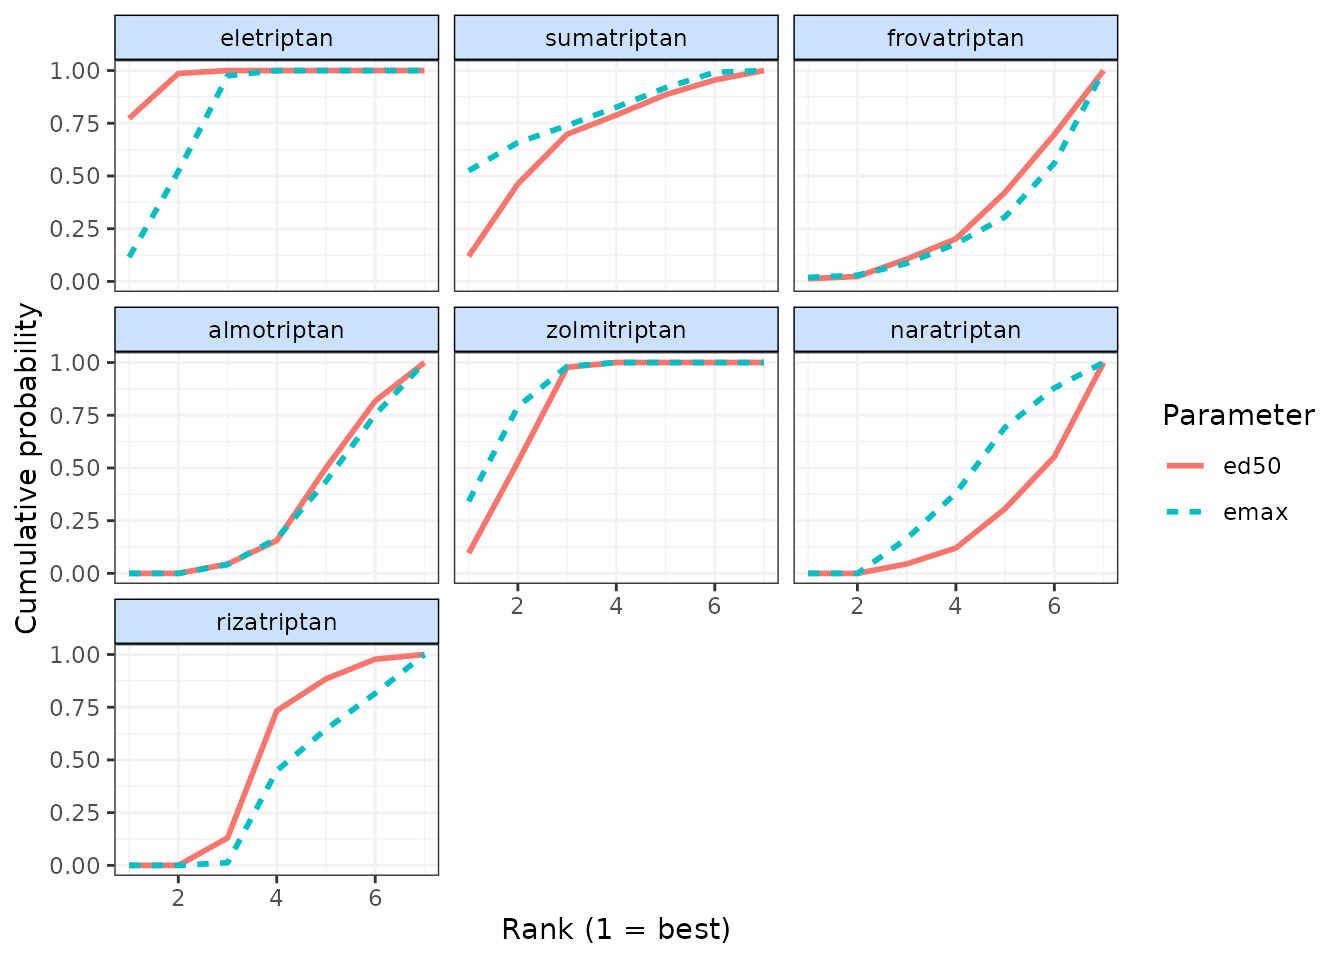 eletriptan
sumatriptan
frovatriptan
1.00
0.75
0.50
0.25
0.00
almotriptan
zolmitriptan
naratriptan
1.00
0.75
0.50
0.25
0.00
2
4
6
2
4
6
rizatriptan
1.00
0.75
0.50
0.25
0.00
2
4
6
Cumulative probability
Rank (1 = best)
Parameter
ed50
emax